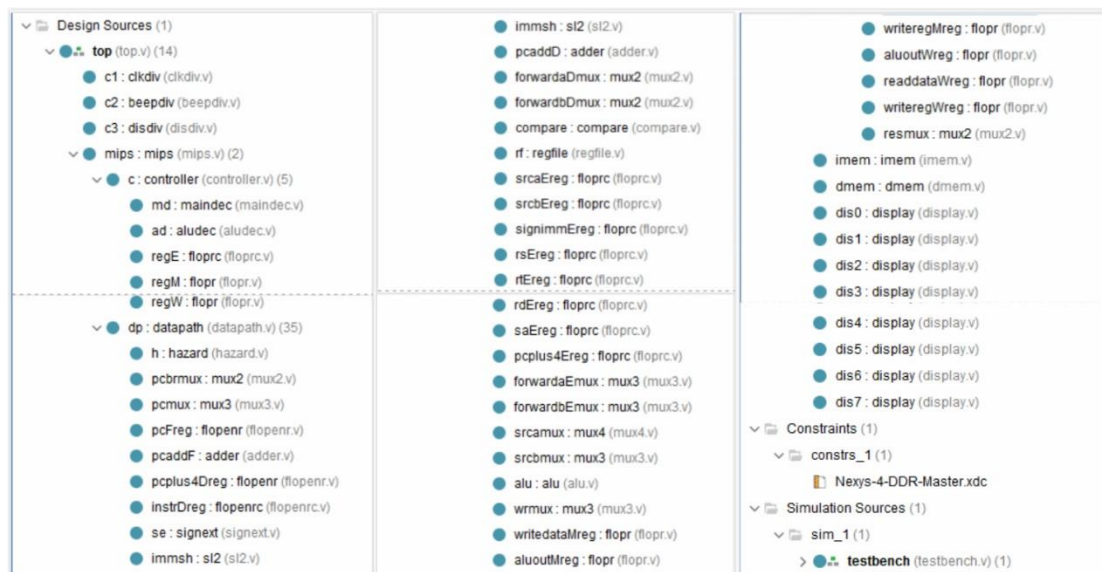 Design Sources (1)
top (top.v) (14)
c1 : clkdiv (clkdiv.v)
c2 : beepdiv (beepdiv.v)
c3 : disdiv (disdiv.v)
mips : mips (mips.v) (2)
c : controller (controller.v) (5)
md : maindec (maindec.v)
ad : aludec (aludec.v)
regE : floprc (floprc.v)
regM : flopr (flopr.v)
regW : flopr (flopr.v)
dp : datapath (datapath.v) (35)
h : hazard (hazard.v)
pcbrmux : mux2 (mux2.v)
pcmux : mux3 (mux3.v)
pcFreg : flopenr (flopenr.v)
pcaddF : adder (adder.v)
pcplus4Dreg : flopenr (flopenr.v)
instrDreg : flopenrc (flopenrc.v)
se : signext (signext.v)
immsh : sl2 (sl2.v)
immsh : sl2 (sl2.v)
pcaddD : adder (adder.v)
forwardaDmux : mux2 (mux2.v)
forwardbDmux : mux2 (mux2.v)
compare : compare (compare.v)
rf : regfile (regfile.v)
srcaEreg : floprc (floprc.v)
srcbEreg : floprc (floprc.v)
signimmEreg : floprc (floprc.v)
rsEreg : floprc (floprc.v)
rtEreg : floprc (floprc.v)
rdEreg : floprc (floprc.v)
saEreg : floprc (floprc.v)
pcplus4Ereg : floprc (floprc.v)
forwardaEmux : mux3 (mux3.v)
forwardbEmux : mux3 (mux3.v)
srcamux : mux4 (mux4.v)
srcbmux : mux3 (mux3.v)
alu : alu (alu.v)
wrmux : mux3 (mux3.v)
writedataMreg : flopr (flopr.v)
aluoutMreg : flopr (flopr.v)
writeregMreg : flopr (flopr.v)
aluoutWreg : flopr (flopr.v)
readdataWreg : flopr (flopr.v)
writeregWreg : flopr (flopr.v)
resmux : mux2 (mux2.v)
imem : imem (imem.v)
dmem : dmem (dmem.v)
dis0 : display (display.v)
dis1 : display (display.v)
dis2 : display (display.v)
dis3 : display (display.v)
dis4 : display (display.v)
dis5 : display (display.v)
dis6 : display (display.v)
dis7 : display (display.v)
Constraints (1)
constrs_1 (1)
Nexys-4-DDR-Master.xdc
Simulation Sources (1)
sim_1 (1)
testbench (testbench.v) (1)